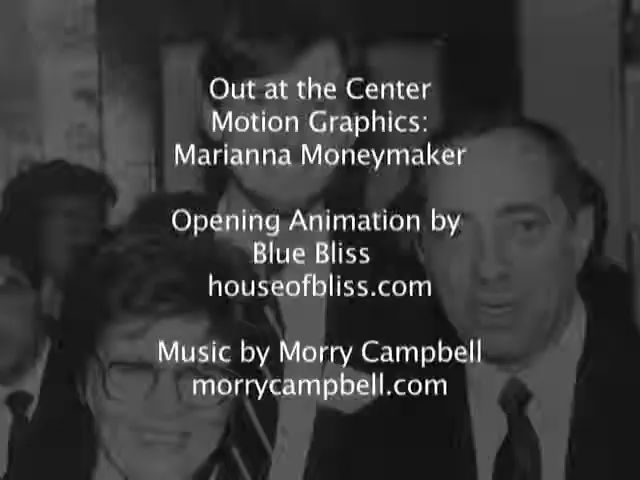 Out at the Center
Motion Graphics:
Marianna Moneymaker
Opening Animation by
Blue Bliss
houseofbliss.com
Music by Morry Campbell
morrycampbell.com